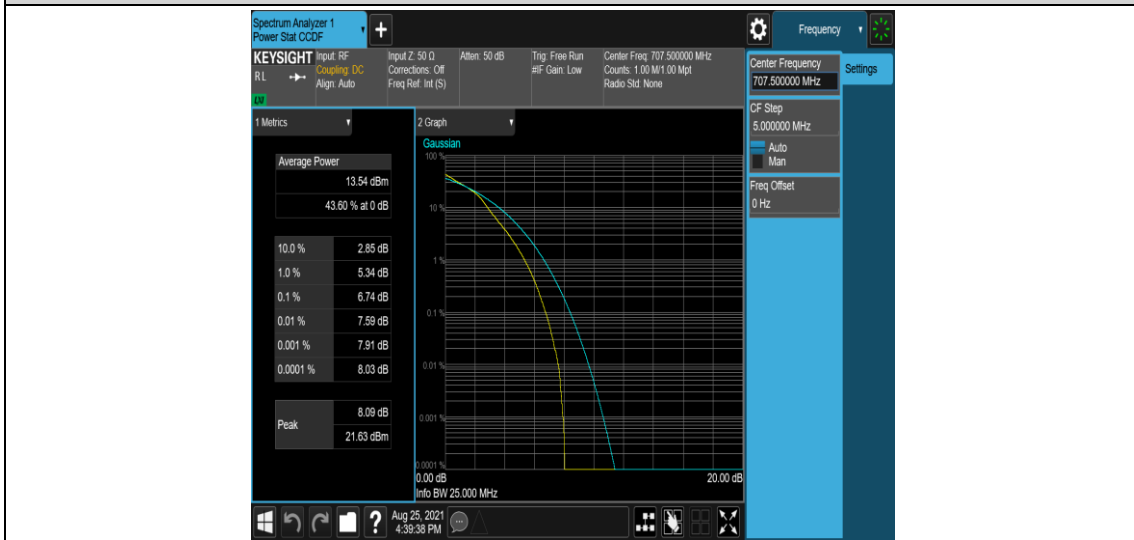 Spectrum Analyzer 1
Power Stat CCDF
Frequency
KEYSIGHT
RL
LXI
Input: RF
Coupling: DC
Align: Auto
Input Z: 50 Ω
Corrections: Off
Freq Ref: Int (S)
Atten: 50 dB
Trig: Free Run
#IF Gain: Low
Center Freq: 707.500000 MHz
Counts: 1.00 M/1.00 Mpt
Radio Std: None
Center Frequency
707.500000 MHz
Settings
CF Step
5.000000 MHz
Auto
Man
Freq Offset
0 Hz
1 Metrics
Average Power
13.54 dBm
43.60 % at 0 dB
10.0 % 2.85 dB
1.0 % 5.34 dB
0.1 % 6.74 dB
0.01 % 7.59 dB
0.001 % 7.91 dB
0.0001 % 8.03 dB
Peak
8.09 dB
21.63 dBm
2 Graph
Gaussian
100 %
10 %
1 %
0.1 %
0.01 %
0.001 %
0.0001 %
0.00 dB 20.00 dB
Info BW 25.000 MHz
Aug 25, 2021
4:39:38 PM